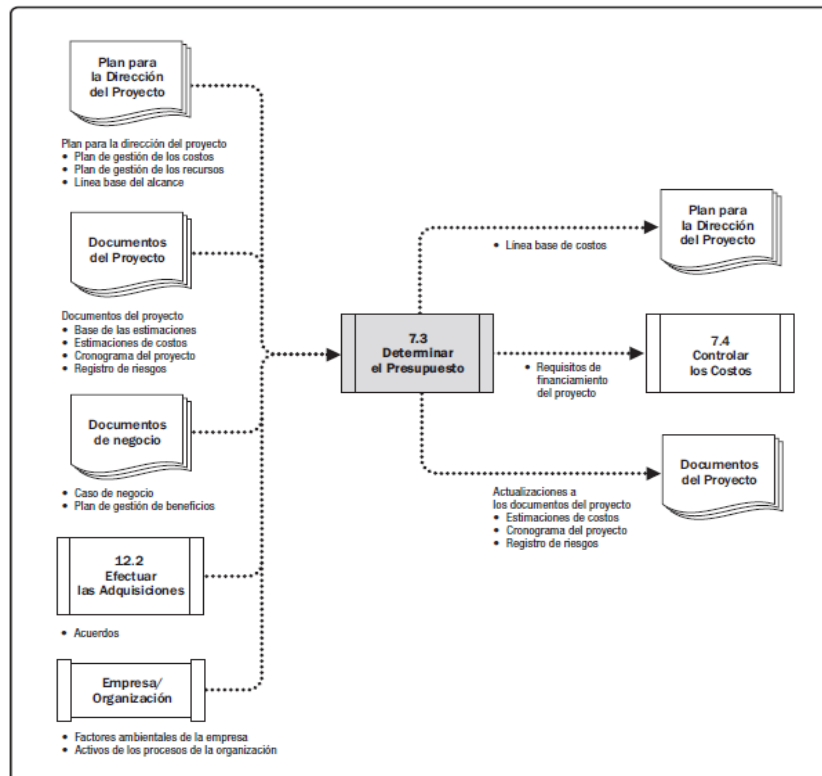 Plan para
la Dirección
del Proyecto
Plan para la dirección del proyecto
• Plan de gestión de los costos
• Plan de gestión de los recursos
• Línea base del alcance
Documentos
del Proyecto
Documentos del proyecto
• Base de las estimaciones
• Estimaciones de costos
• Cronograma del proyecto
• Registro de riesgos
Documentos
de negocio
• Caso de negocio
• Plan de gestión de beneficios
12.2
Efectuar
las Adquisiciones
• Acuerdos
Empresa/
Organización
• Factores ambientales de la empresa
• Activos de los procesos de la organización
7.3
Determinar
el Presupuesto
• Línea base de costos
Plan para
la Dirección
del Proyecto
• Requisitos de
financiamiento
del proyecto
7.4
Controlar
los Costos
Actualizaciones a
los documentos del proyecto
• Estimaciones de costos
• Cronograma del proyecto
• Registro de riesgos
Documentos
del Proyecto